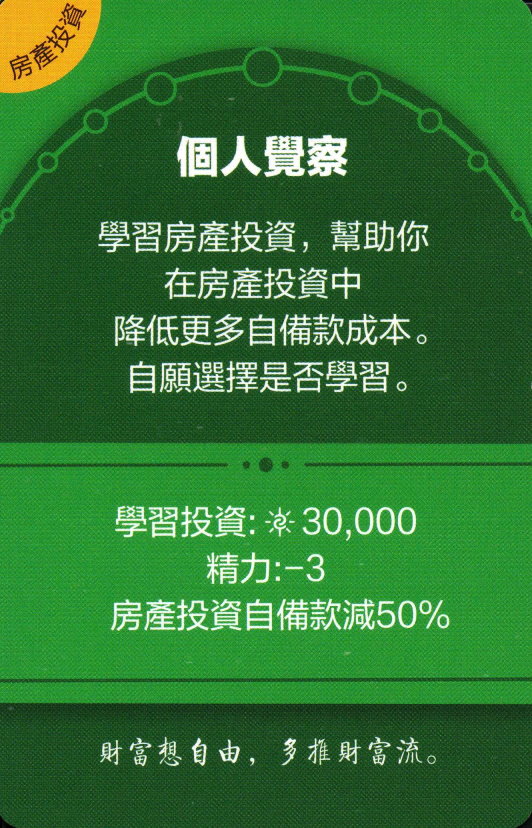 房產投資
個人覺察
學習房產投資，幫助你
在房產投資中
降低更多自備款成本。
自願選擇是否學習。
學習投資: 30,000
精力:-3
房產投資自備款減50%
財富想自由，多推財富流。